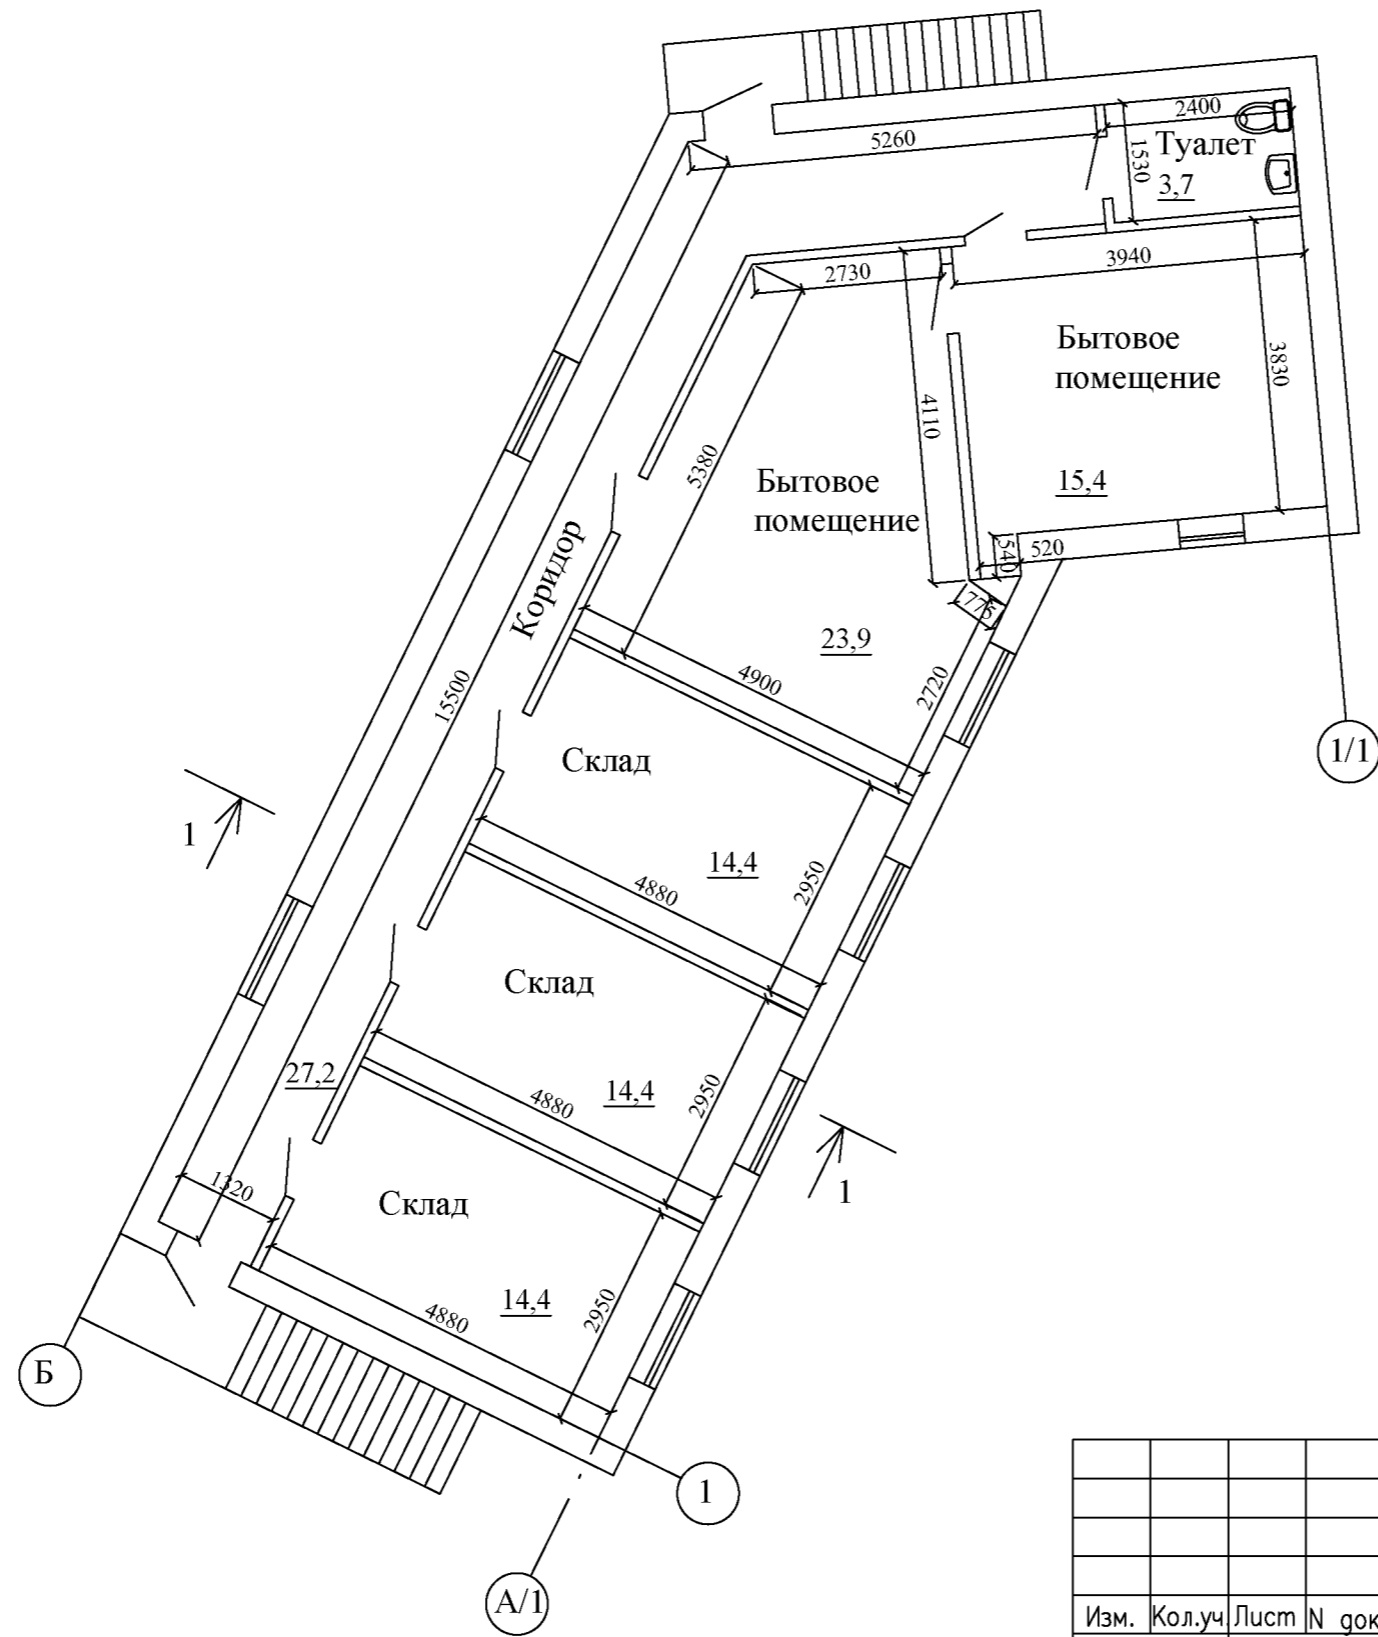 2400
5260
Туалет
1530
3,7
2730
3940
Бытовое
помещение
3830
4110
5380
15,4
Бытовое
помещение
540
520
775
Коридор
23,9
4900
2720
15500
Склад
1/1
14,4
2950
4880
1
Склад
27,2
14,4
2950
4880
1
1320
Склад
14,4
2950
4880
Б
1
А/1
Изм. Кол.уч Лист N док